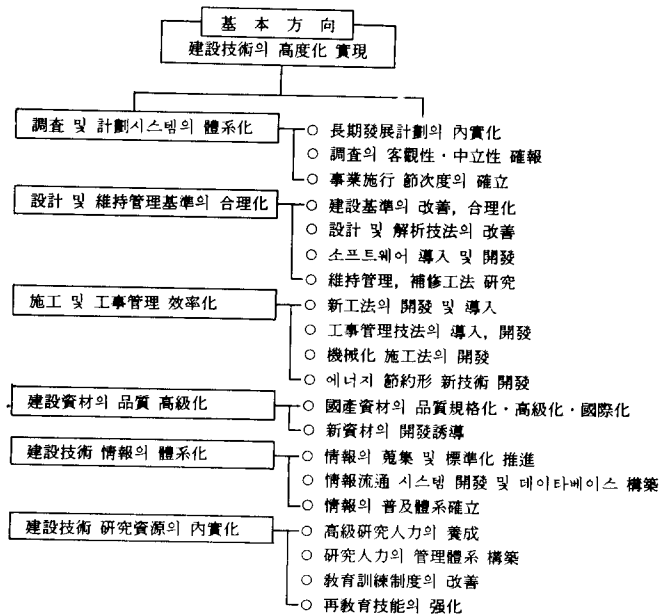 基 本 方 向
建設技術의 高度化 實現
調査 및 計劃시스템의 體系化
○ 長期發展計劃의 內實化
○ 調査의 客觀性·中立性 確報
○ 事業施行 節次度의 確立
設計 및 維持管理基準의 合理化
○ 建設基準의 改善, 合理化
○ 設計 및 解析技法의 改善
○ 소프트웨어 導入 및 開發
○ 維持管理, 補修工法 研究
施工 및 工事管理 效率化
○ 新工法의 開發 및 導入
○ 工事管理技法의 導入, 開發
○ 機械化 施工法의 開發
○ 에너지 節約形 新技術 開發
建設資材의 品質 高級化
○ 國產資材의 品質規格化·高級化·國際化
○ 新資材의 開發誘導
建設技術 情報의 體系化
○ 情報의 蒐集 및 標準化 推進
○ 情報流通 시스템 開發 및 데이타베이스 構築
○ 情報의 普及體系確立
建設技術 研究資源의 內實化
○ 高級研究人力의 養成
○ 研究人力의 管理體系 構築
○ 敎育訓練制度의 改善
○ 再敎育技能의 强化